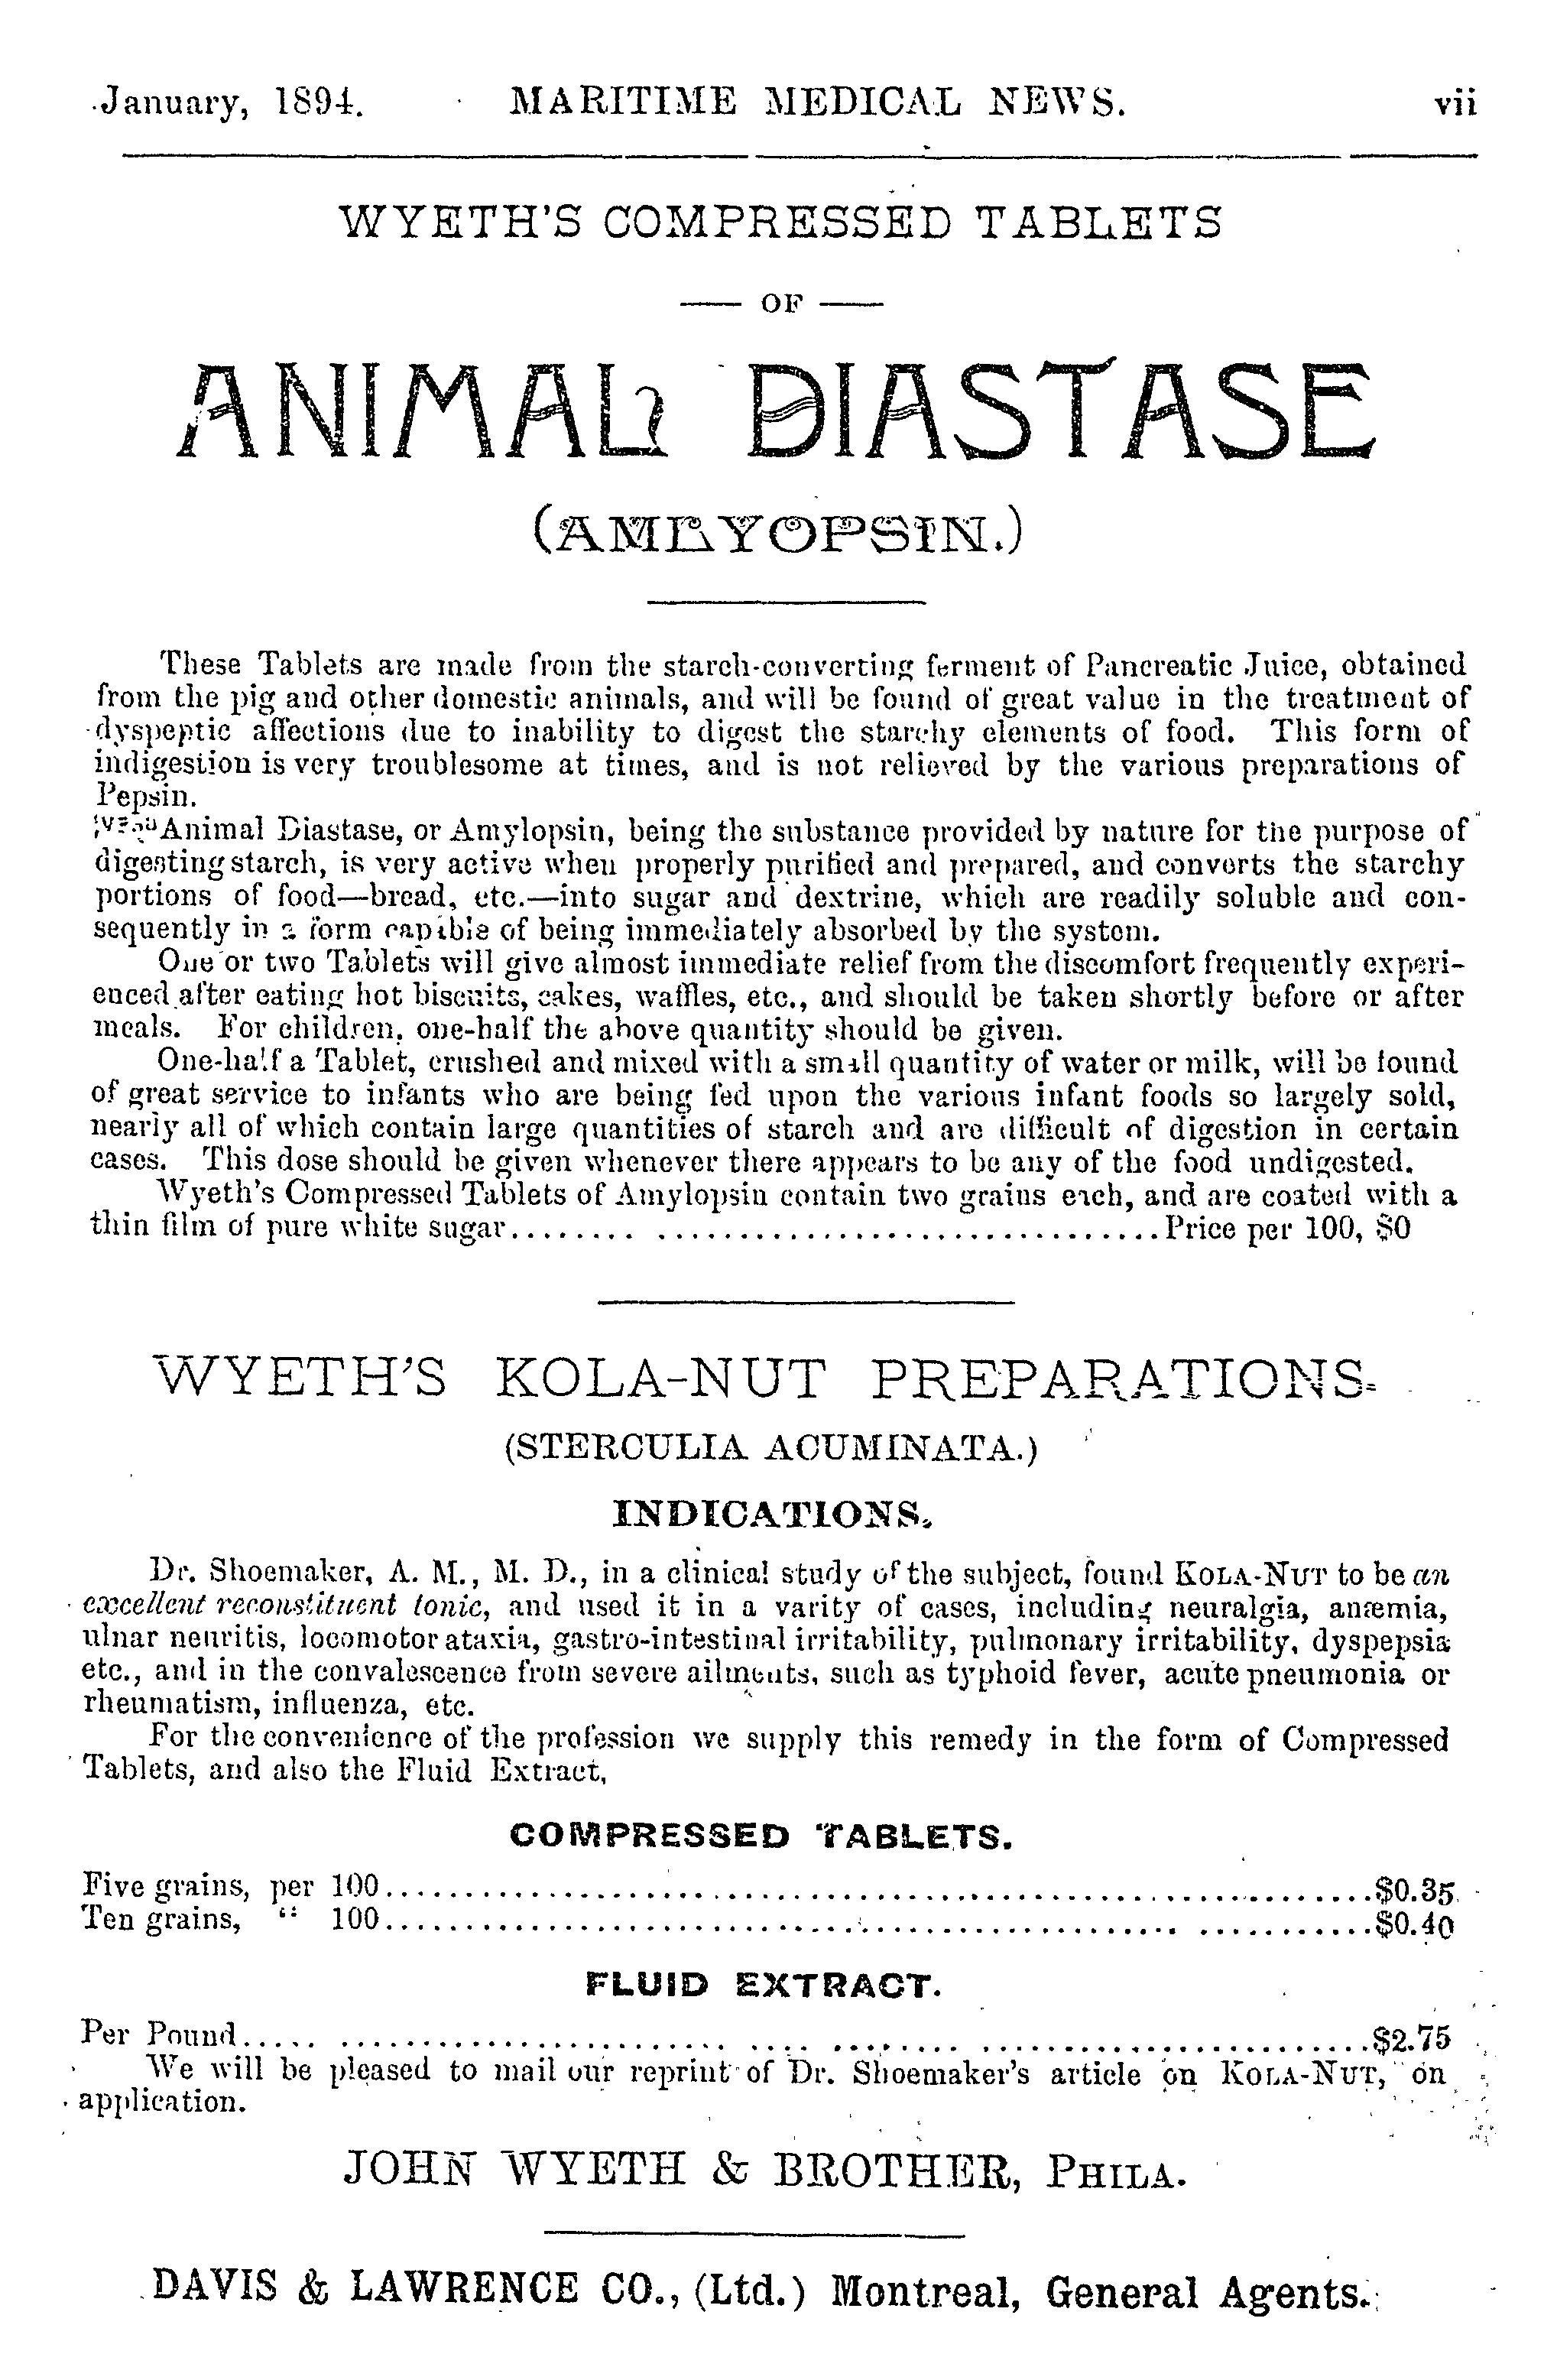 January, 1894. MARITIME MEDICAL NEWS. vii
WYETH'S COMPRESSED TABLETS
— OF —
ANIMAL DIASTASE
(AMLYOPSIN.)
These Tablets are made from the starch-converting ferment of Pancreatic Juice, obtained
from the pig and other domestic animals, and will be found of great value in the treatment of
dyspeptic affections due to inability to digest the starchy elements of food. This form of
indigestion is very troublesome at times, and is not relieved by the various preparations of
Pepsin.
Animal Diastase, or Amylopsin, being the substance provided by nature for the purpose of
digesting starch, is very active when properly purified and prepared, and converts the starchy
portions of food—bread, etc.—into sugar and dextrine, which are readily soluble and con-
sequently in a form capible of being immediately absorbed by the system.
One or two Tablets will give almost immediate relief from the discomfort frequently experi-
enced after eating hot biscuits, cakes, waffles, etc., and should be taken shortly before or after
meals. For children, one-half the above quantity should be given.
One-half a Tablet, crushed and mixed with a small quantity of water or milk, will be found
of great service to infants who are being fed upon the various infant foods so largely sold,
nearly all of which contain large quantities of starch and are difficult of digestion in certain
cases. This dose should be given whenever there appears to be any of the food undigested.
Wyeth's Compressed Tablets of Amylopsin contain two grains each, and are coated with a
thin film of pure white sugar........ ...............................Price per 100, $0
WYETH'S KOLA-NUT PREPARATIONS.
(STERCULIA ACUMINATA.)
INDICATIONS.
Dr. Shoemaker, A. M., M. D., in a clinical study of the subject, found KOLA-NUT to be an
excellent reconstituent tonic, and used it in a varity of cases, including neuralgia, anæmia,
ulnar neuritis, locomotor ataxia, gastro-intestinal irritability, pulmonary irritability, dyspepsia
etc., and in the convalescence from severe ailments, such as typhoid fever, acute pneumonia or
rheumatism, influenza, etc.
For the convenience of the profession we supply this remedy in the form of Compressed
Tablets, and also the Fluid Extract,
COMPRESSED TABLETS.
Five grains, per 100..............................................................$0.35
Ten grains, “ 100..............................................................$0.40
FLUID EXTRACT.
Per Pound..............................................................$2.75
We will be pleased to mail our reprint of Dr. Shoemaker's article on KOLA-NUT, on
application.
JOHN WYETH & BROTHER, PHILA.
DAVIS & LAWRENCE CO., (Ltd.) Montreal, General Agents.